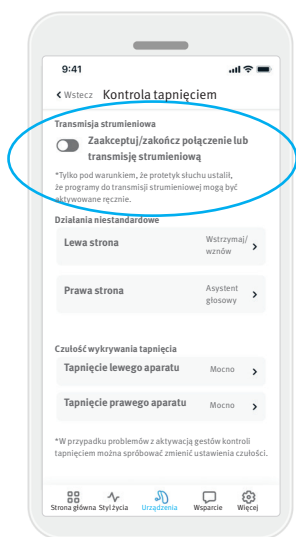 9:41
Wstecz Kontrola tapnięciem
Transmisja strumieniowa
Zaakceptuj/zakończ połączenie lub
transmisję strumieniową
*Tylko pod warunkiem, że protetyk słuchu ustalił,
że programy do transmisji strumieniowej mogą być
aktywowane ręcznie.
Działania niestandardowe
Lewa strona
Wstrzymaj/
wznów
Prawa strona
Asystent
głosowy
Czułość wykrywania tapnięcia
Tapnięcie lewego aparatu Mocno
Tapnięcie prawego aparatu Mocno
*W przypadku problemów z aktywacją gestów kontroli
tapnięciem można spróbować zmienić ustawienia czułości.
Strona główna Styl życia Urządzenia Wsparcie Więcej